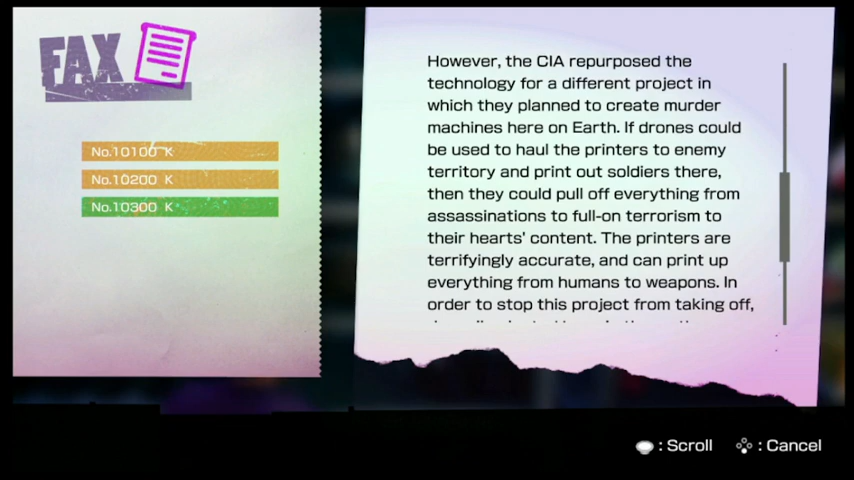 FAX
No.10100 K
No.10200 K
No.10300 K
However, the CIA repurposed the
technology for a different project in
which they planned to create murder
machines here on Earth. If drones could
be used to haul the printers to enemy
territory and print out soldiers there,
then they could pull off everything from
assassinations to full-on terrorism to
their hearts' content. The printers are
terrifyingly accurate, and can print up
everything from humans to weapons. In
order to stop this project from taking off,
: Scroll : Cancel